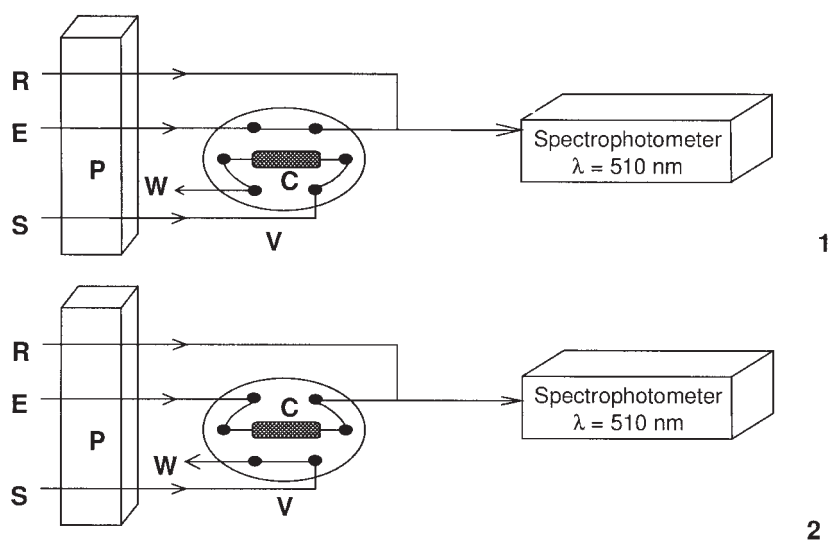 R
E
P
C
W
S
V
Spectrophotometer
λ = 510 nm
1
R
E
C
P
W
S
V
Spectrophotometer
λ = 510 nm
2